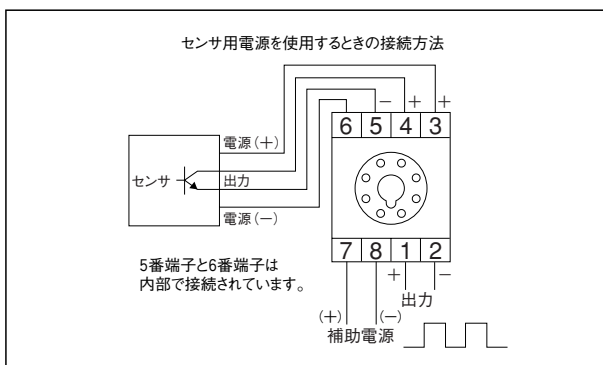 センサ用電源を使用するときの接続方法
− + +
6 5 4 3
電源(+)
センサ
出力
電源(−)
7 8 1 2
+ −
5番端子と6番端子は
内部で接続されています。
出力
(+) (−)
補助電源